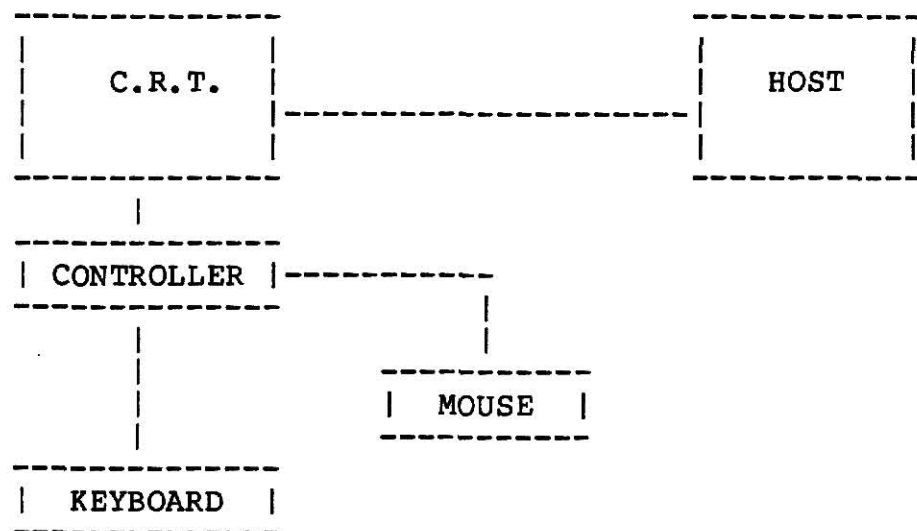 C.R.T.
HOST
CONTROLLER
MOUSE
KEYBOARD